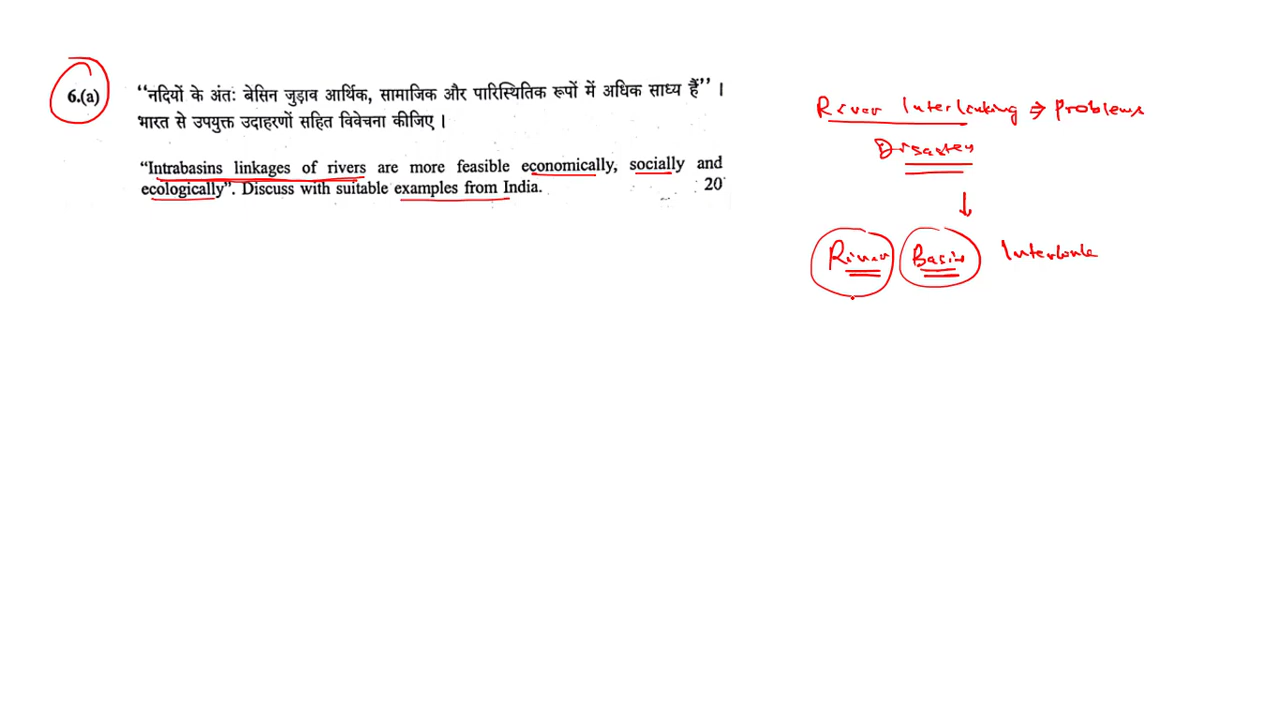 6.(a)
“नदियों के अंतः बेसिन जुड़ाव आर्थिक, सामाजिक और पारिस्थितिक रूपों में अधिक साध्य हैं” ।
भारत से उपयुक्त उदाहरणों सहित विवेचना कीजिए ।
“Intrabasins linkages of rivers are more feasible economically, socially and
ecologically”. Discuss with suitable examples from India. 20
River Interlinking → Problems
Disaster
↓
River Basin Interlink